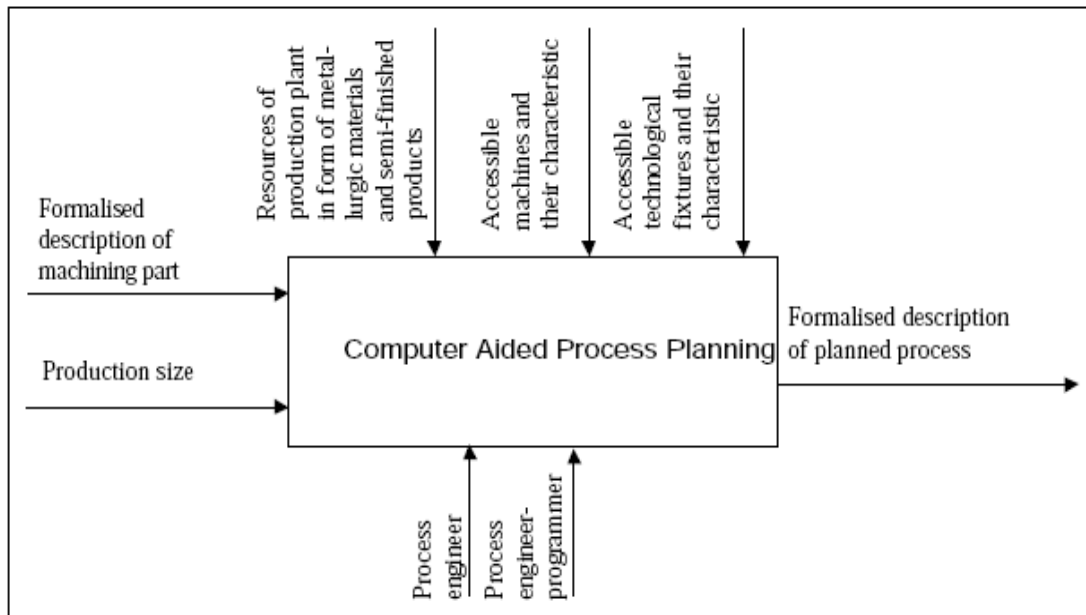 Resources of
production plant
in form of metal-
lurgic materials
and semi-finished
products
Accessible
machines and
their characteristic
Accessible
technological
fixtures and their
characteristic
Formalised
description of
machining part
Production size
Computer Aided Process Planning
Formalised description
of planned process
Process
engineer
Process
engineer-
programmer